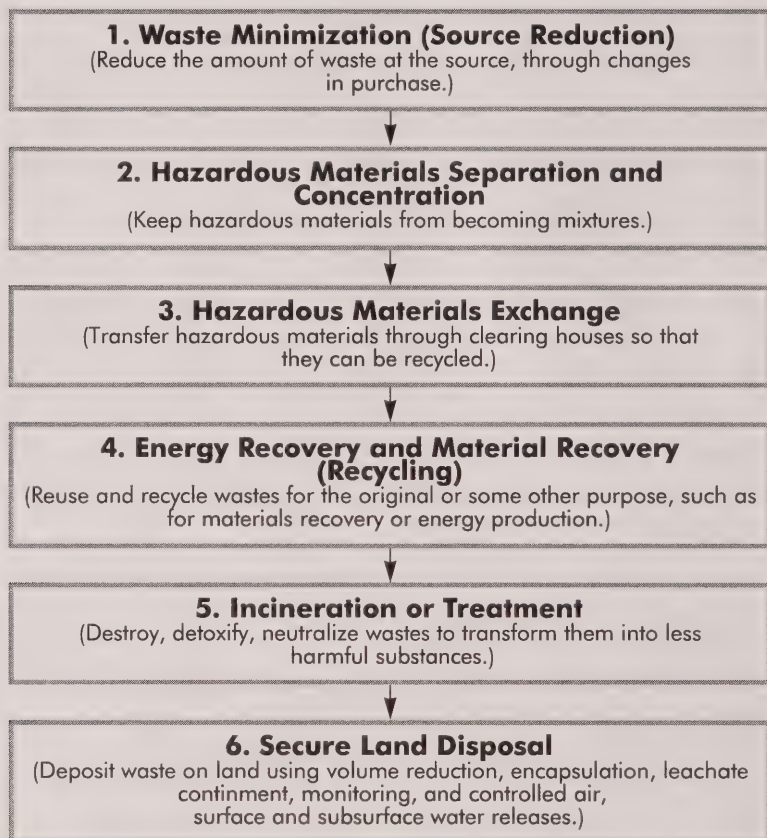 1. Waste Minimization (Source Reduction)
(Reduce the amount of waste at the source, through changes
in purchase.)
2. Hazardous Materials Separation and
Concentration
(Keep hazardous materials from becoming mixtures.)
3. Hazardous Materials Exchange
(Transfer hazardous materials through clearing houses so that
they can be recycled.)
4. Energy Recovery and Material Recovery
(Recycling)
(Reuse and recycle wastes for the original or some other purpose, such as
for materials recovery or energy production.)
5. Incineration or Treatment
(Destroy, detoxify, neutralize wastes to transform them into less
harmful substances.)
6. Secure Land Disposal
(Deposit waste on land using volume reduction, encapsulation, leachate
continment, monitoring, and controlled air,
surface and subsurface water releases.)